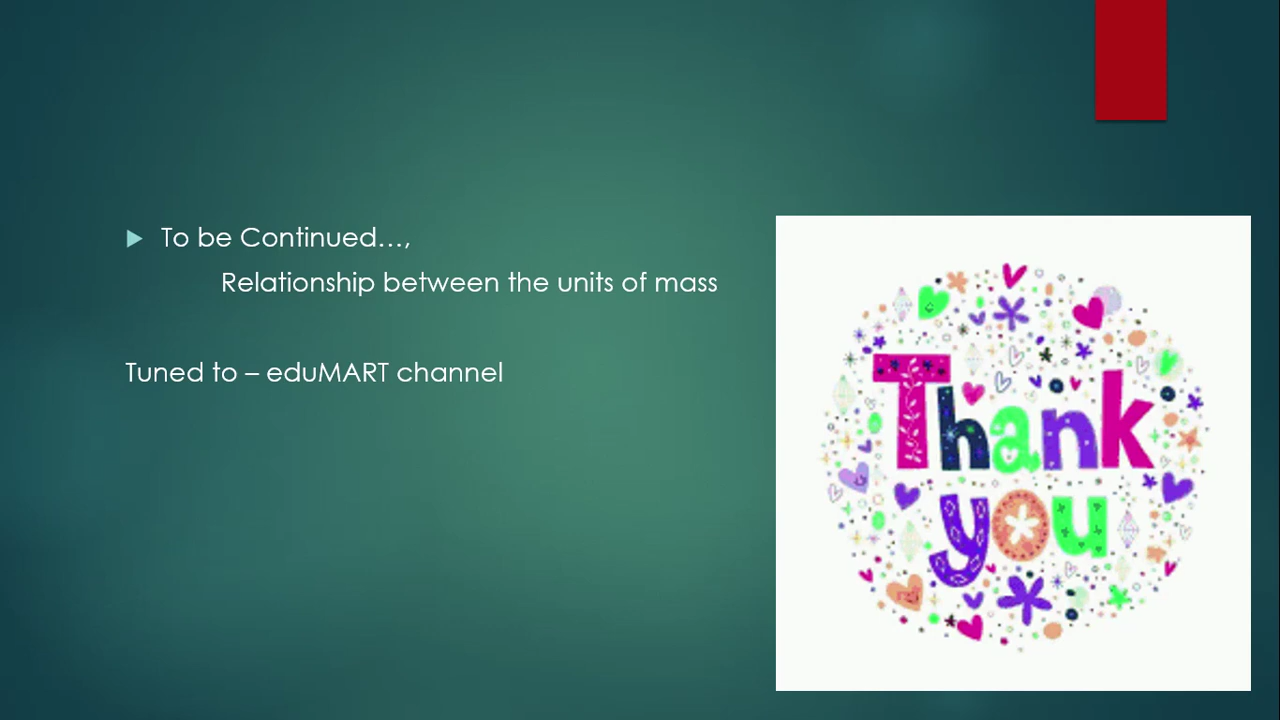 To be Continued…,
Relationship between the units of mass
Tuned to – eduMART channel
Thank
you